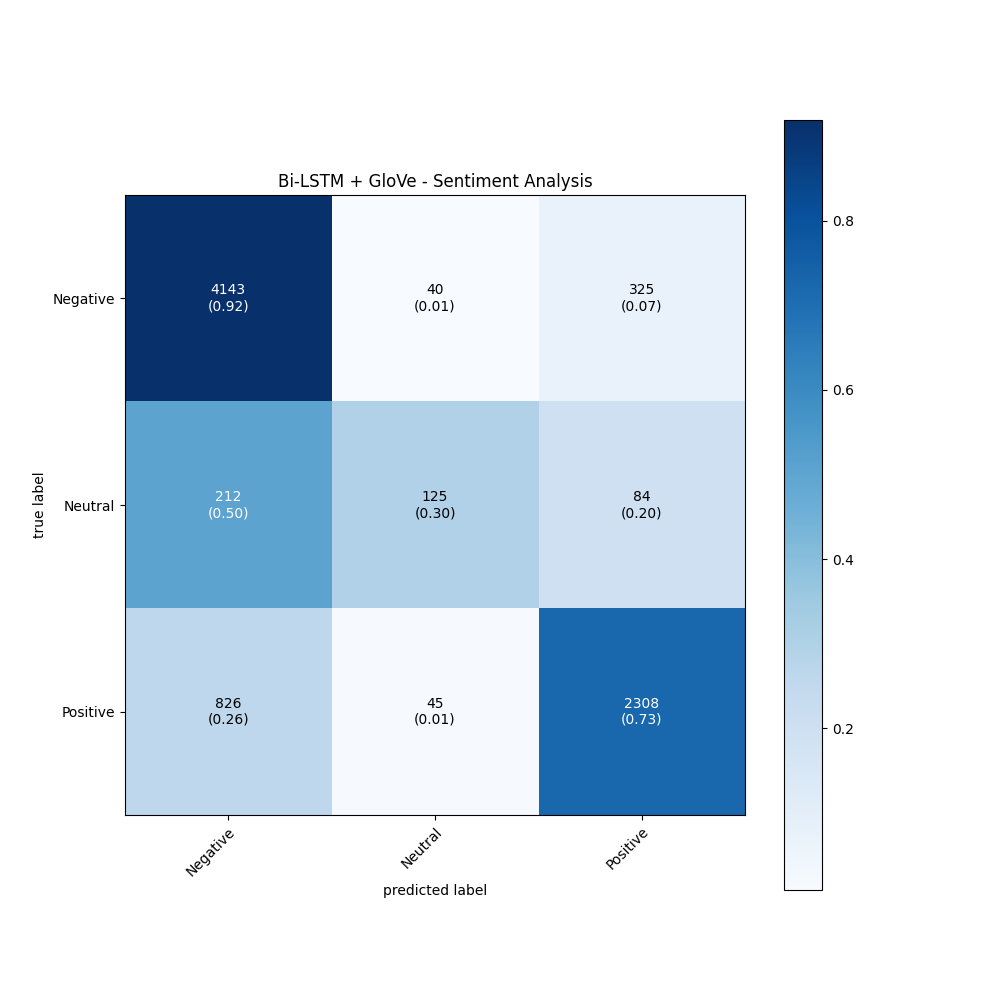 Bi-LSTM + GloVe - Sentiment Analysis
Negative
4143
(0.92)
40
(0.01)
325
(0.07)
Neutral
212
(0.50)
125
(0.30)
84
(0.20)
Positive
826
(0.26)
45
(0.01)
2308
(0.73)
true label
Negative
Neutral
Positive
predicted label
0.8
0.6
0.4
0.2